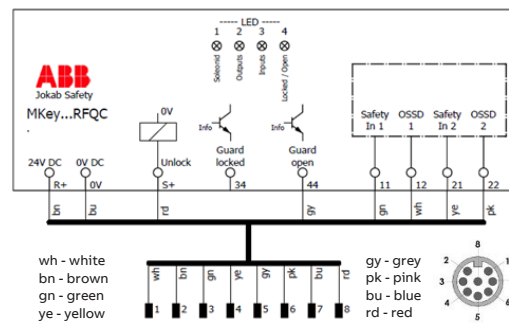 ----- LED -----
1 2 3 4
Soleonid Outputs Inputs Locked / Open
ABB
Jokab Safety
MKey...RFQC
.
0V
Info Info
Safety OSSD Safety OSSD
In 1 1 In 2 2
24V DC 0V DC Unlock Guard locked Guard open
R+ 0V S+ 34 44 11 12 21 22
bn bu rd gy gn wh ye pk
wh bn gn ye gy pk bu rd
1 2 3 4 5 6 7 8
wh - white
bn - brown
gn - green
ye - yellow
gy - grey
pk - pink
bu - blue
rd - red
8
2 1
3 7
4 6
5